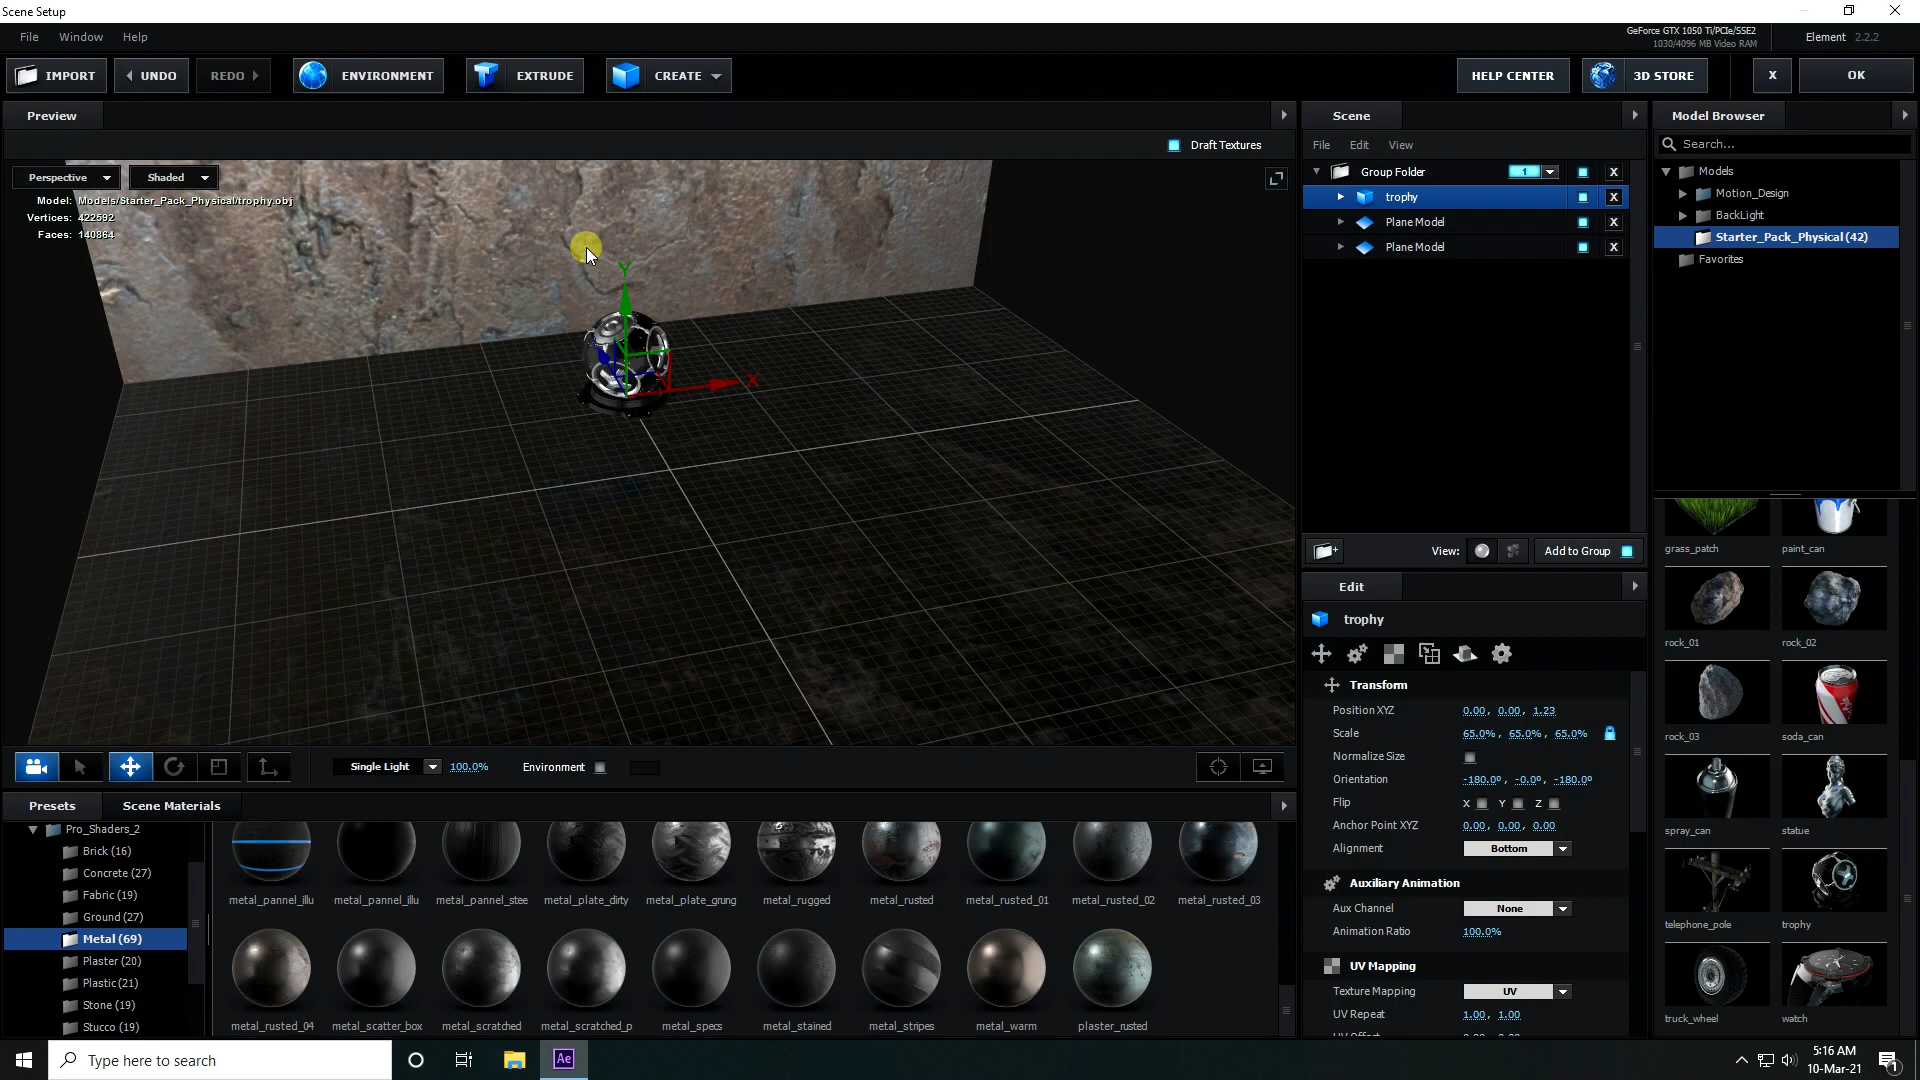 Scene Setup
File Window Help
GeForce GTX 1050 Ti/PCIe/SSE2
1030/4096 MB Video RAM
Element 2.2.2
IMPORT
UNDO
REDO
ENVIRONMENT
EXTRUDE
CREATE
HELP CENTER
3D STORE
X
OK
Preview
Draft Textures
Perspective
Shaded
Model: Models/Starter_Pack_Physical/trophy.obj
Vertices: 422592
Faces: 140864
Y
X
Scene
File Edit View
Group Folder 1 X
trophy X
Plane Model X
Plane Model X
View:
Add to Group
Model Browser
Search...
Models
Motion_Design
BackLight
Starter_Pack_Physical (42)
Favorites
grass_patch paint_can
rock_01 rock_02
rock_03 soda_can
spray_can statue
telephone_pole trophy
truck_wheel watch
Edit
trophy
Transform
Position XYZ 0.00, 0.00, 1.23
Scale 65.0%, 65.0%, 65.0%
Normalize Size
Orientation -180.0º, -0.0º, -180.0º
Flip X Y Z
Anchor Point XYZ 0.00, 0.00, 0.00
Alignment Bottom
Auxiliary Animation
Aux Channel None
Animation Ratio 100.0%
UV Mapping
Texture Mapping UV
UV Repeat 1.00, 1.00
UV Offset
Single Light 100.0% Environment
Presets
Scene Materials
Pro_Shaders_2
Brick (16)
Concrete (27)
Fabric (19)
Ground (27)
Metal (69)
Plaster (20)
Plastic (21)
Stone (19)
Stucco (19)
metal_pannel_illu metal_pannel_illu metal_pannel_stee metal_plate_dirty metal_plate_grung metal_rugged metal_rusted metal_rusted_01 metal_rusted_02 metal_rusted_03
metal_rusted_04 metal_scatter_box metal_scratched metal_scratched_p metal_specs metal_stained metal_stripes metal_warm plaster_rusted
Type here to search
Ae
5:16 AM
10-Mar-21
1